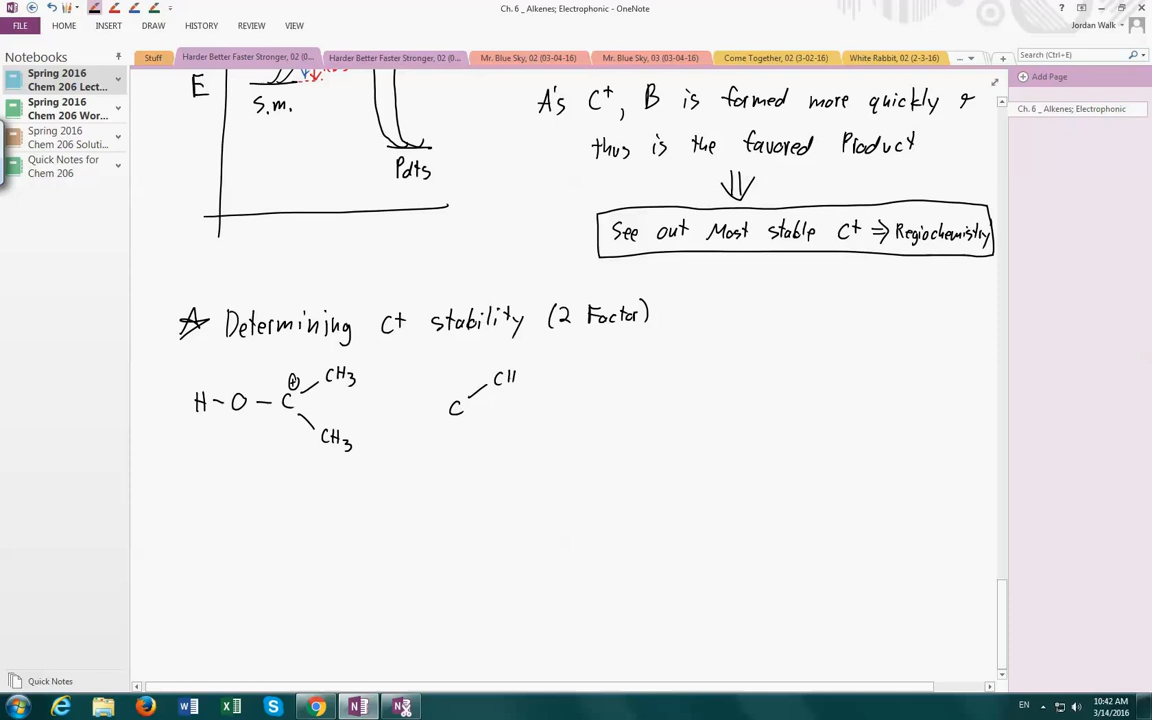 Ch. 6 _ Alkenes; Electrophonic - OneNote
FILE HOME INSERT DRAW HISTORY REVIEW VIEW
Jordan Walk
Notebooks
Spring 2016
Chem 206 Lect...
Spring 2016
Chem 206 Wor...
Spring 2016
Chem 206 Soluti...
Quick Notes for
Chem 206
Stuff
Harder Better Faster Stronger, 02 (0...
Harder Better Faster Stronger, 02 (0...
Mr. Blue Sky, 02 (03-04-16)
Mr. Blue Sky, 03 (03-04-16)
Come Together, 02 (3-02-16)
White Rabbit, 02 (2-3-16)
Search (Ctrl+E)
Add Page
Ch. 6 _ Alkenes; Electrophonic
E
S.m.
Pdts
A's C+, B is formed more quickly &
thus is the favored Product
See out Most stable C+ ⇒ Regiochemistry
Determining C+ stability (2 Factor)
H - O - C
+
CH3
CH3
C
CH
Quick Notes
EN
10:42 AM
3/14/2016